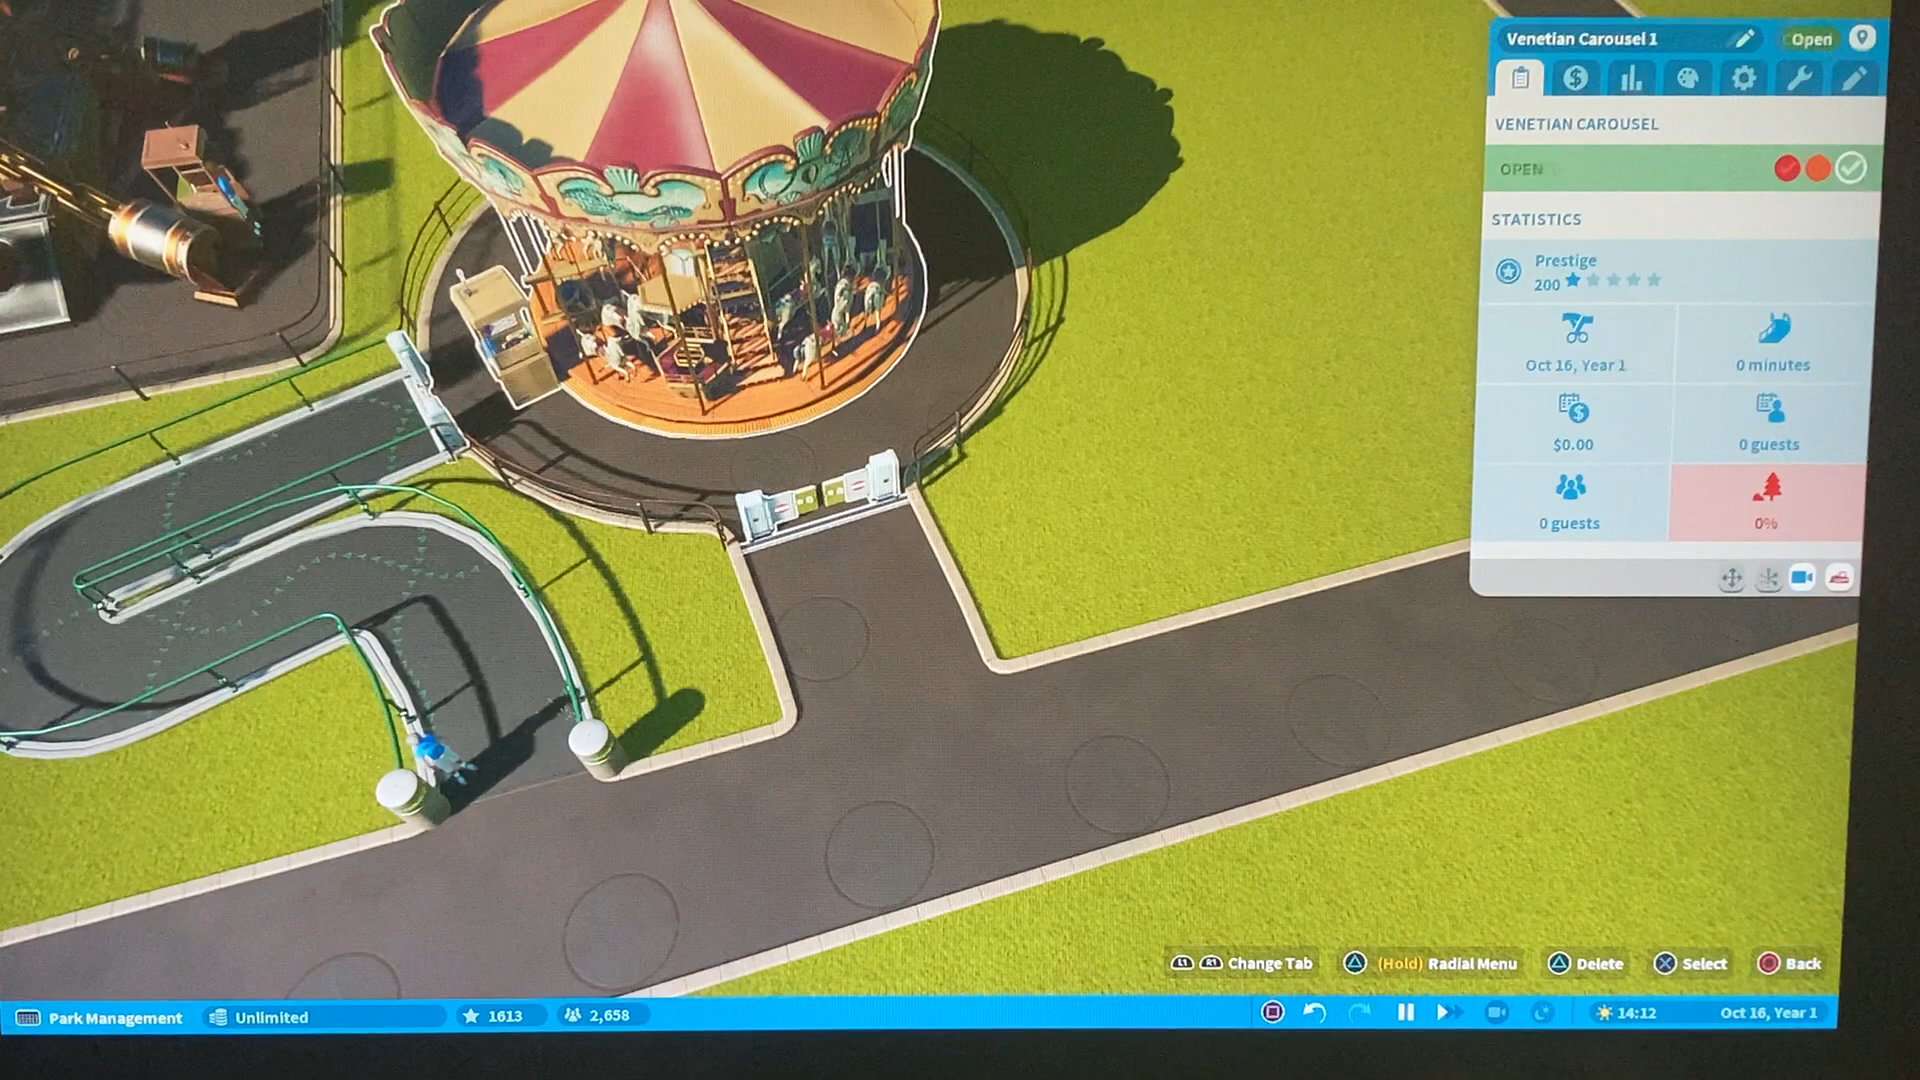 Venetian Carousel 1
Open
VENETIAN CAROUSEL
OPEN
STATISTICS
Prestige
200
Oct 16, Year 1
0 minutes
$0.00
0 guests
0 guests
0%
L1 R1 Change Tab
(Hold) Radial Menu
Delete
Select
Back
Park Management
Unlimited
1613
2,658
14:12
Oct 16, Year 1